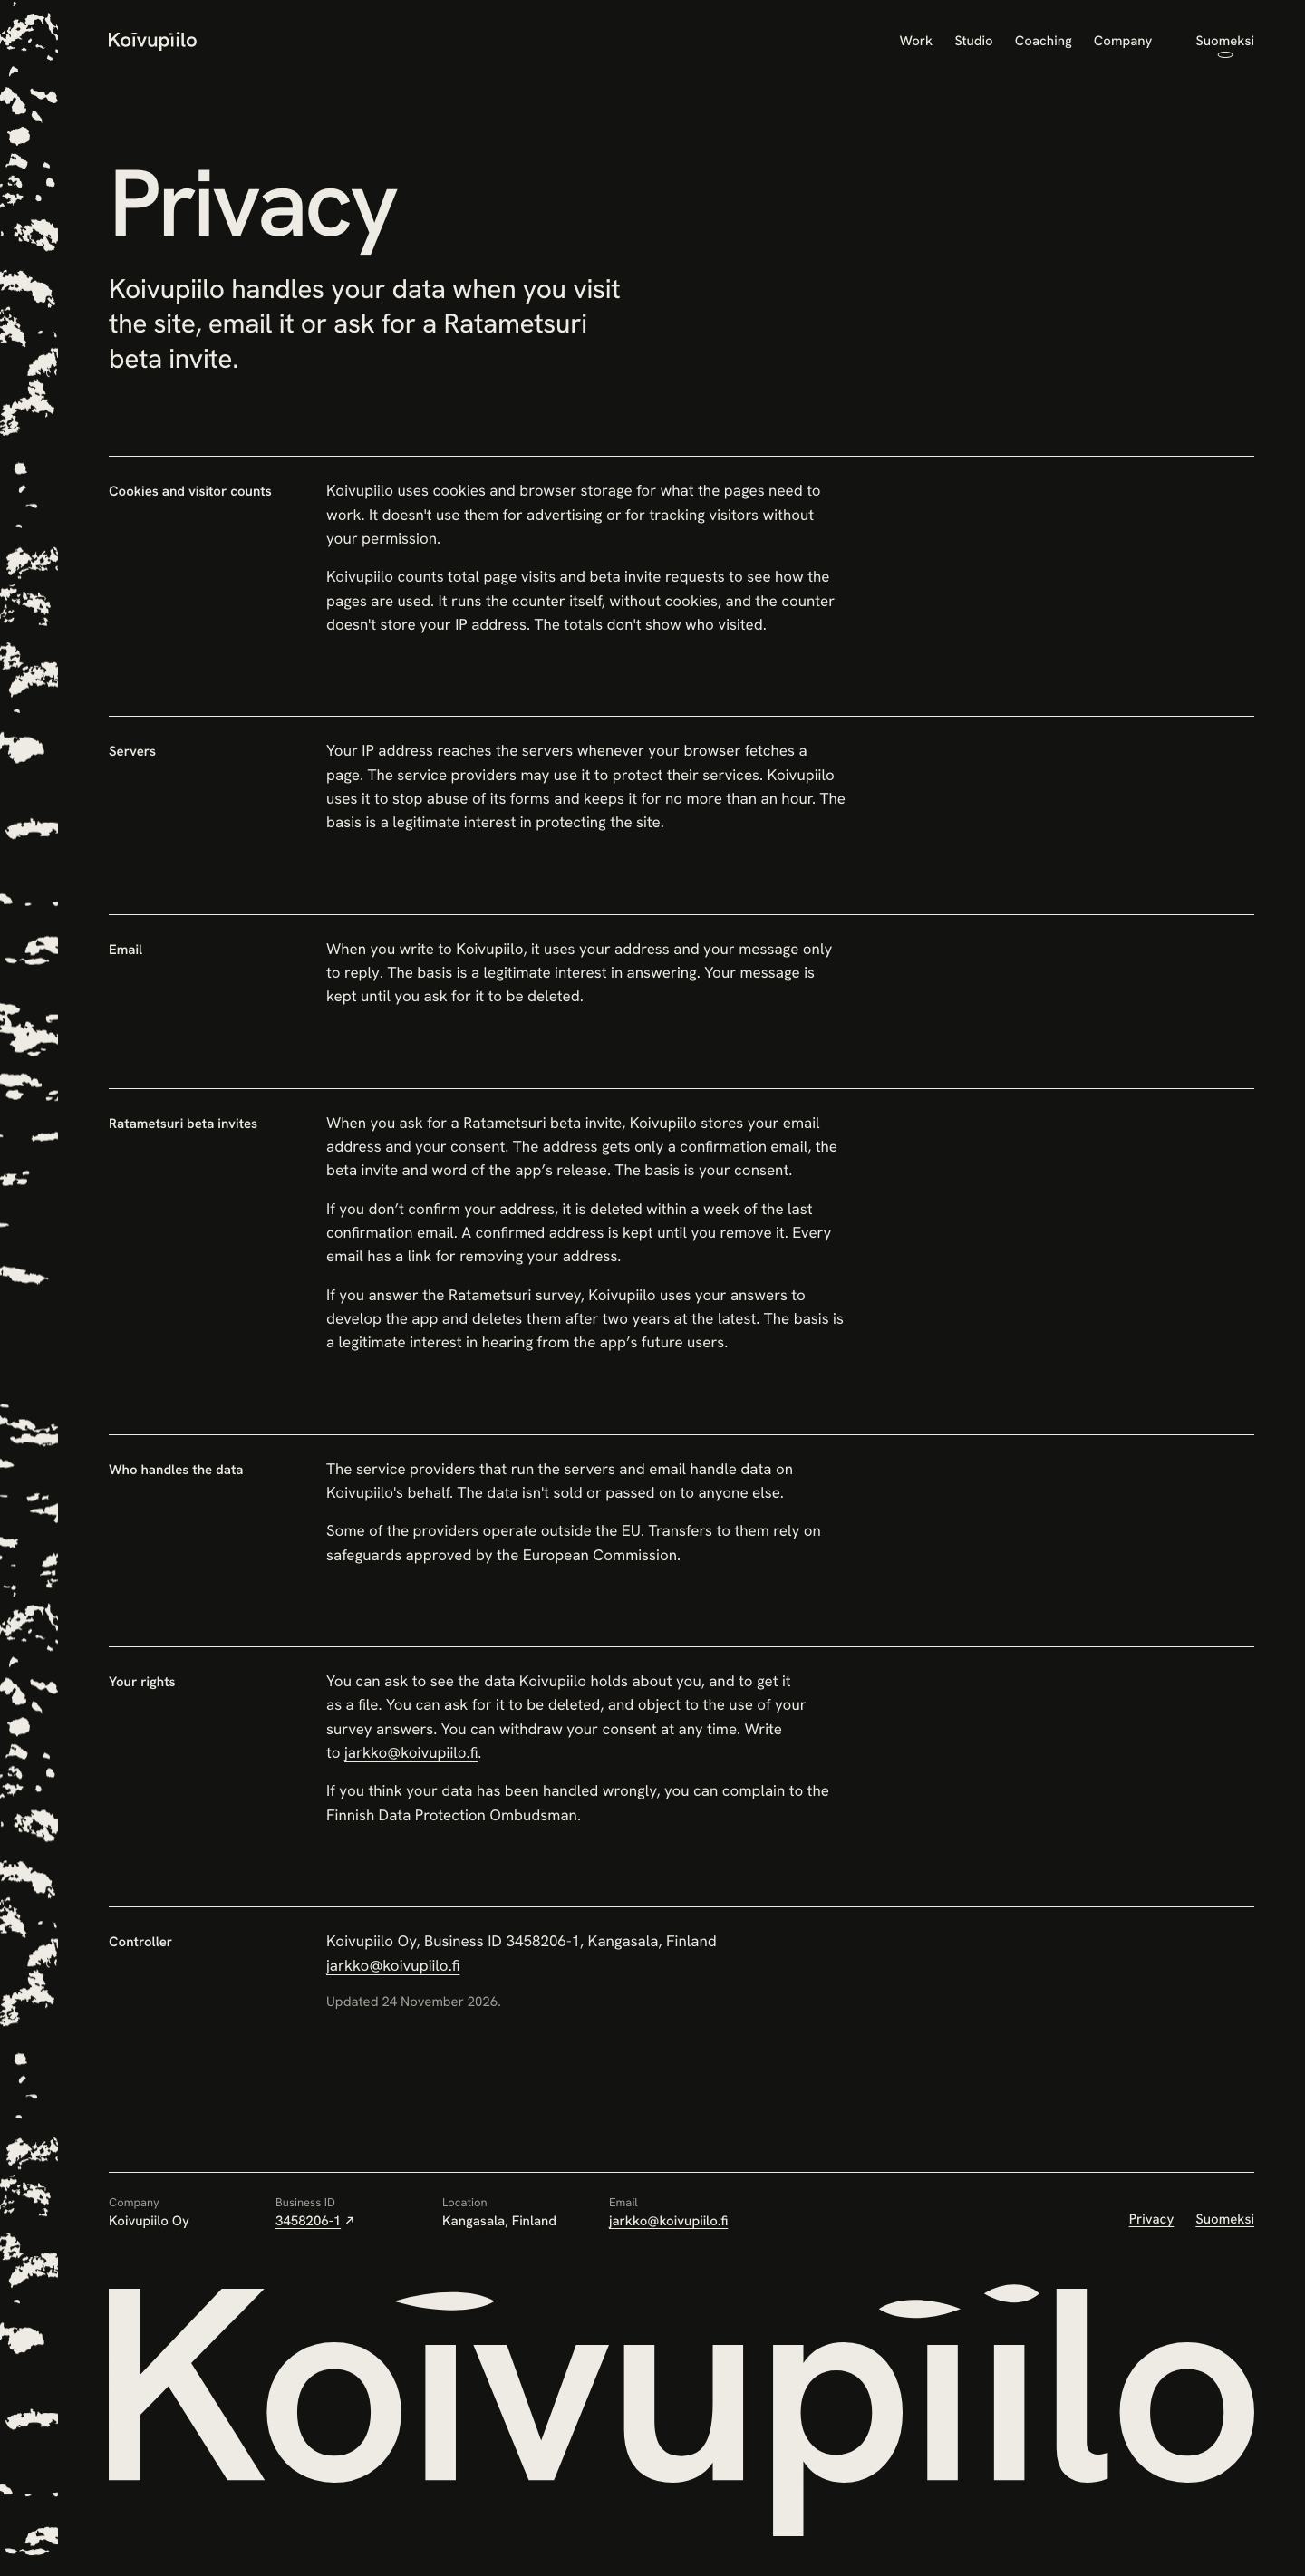 Koivupiilo
Work Studio Coaching Company Suomeksi
Privacy
Koivupiilo handles your data when you visit
the site, email it or ask for a Ratametsuri
beta invite.
Cookies and visitor counts
Koivupiilo uses cookies and browser storage for what the pages need to
work. It doesn't use them for advertising or for tracking visitors without
your permission.
Koivupiilo counts total page visits and beta invite requests to see how the
pages are used. It runs the counter itself, without cookies, and the counter
doesn't store your IP address. The totals don't show who visited.
Servers
Your IP address reaches the servers whenever your browser fetches a
page. The service providers may use it to protect their services. Koivupiilo
uses it to stop abuse of its forms and keeps it for no more than an hour. The
basis is a legitimate interest in protecting the site.
Email
When you write to Koivupiilo, it uses your address and your message only
to reply. The basis is a legitimate interest in answering. Your message is
kept until you ask for it to be deleted.
Ratametsuri beta invites
When you ask for a Ratametsuri beta invite, Koivupiilo stores your email
address and your consent. The address gets only a confirmation email, the
beta invite and word of the app’s release. The basis is your consent.
If you don’t confirm your address, it is deleted within a week of the last
confirmation email. A confirmed address is kept until you remove it. Every
email has a link for removing your address.
If you answer the Ratametsuri survey, Koivupiilo uses your answers to
develop the app and deletes them after two years at the latest. The basis is
a legitimate interest in hearing from the app’s future users.
Who handles the data
The service providers that run the servers and email handle data on
Koivupiilo's behalf. The data isn't sold or passed on to anyone else.
Some of the providers operate outside the EU. Transfers to them rely on
safeguards approved by the European Commission.
Your rights
You can ask to see the data Koivupiilo holds about you, and to get it
as a file. You can ask for it to be deleted, and object to the use of your
survey answers. You can withdraw your consent at any time. Write
to jarkko@koivupiilo.fi.
If you think your data has been handled wrongly, you can complain to the
Finnish Data Protection Ombudsman.
Controller
Koivupiilo Oy, Business ID 3458206-1, Kangasala, Finland
jarkko@koivupiilo.fi
Updated 24 November 2026.
Company
Koivupiilo Oy
Business ID
3458206-1 ↗
Location
Kangasala, Finland
Email
jarkko@koivupiilo.fi
Privacy Suomeksi
Koivupiilo